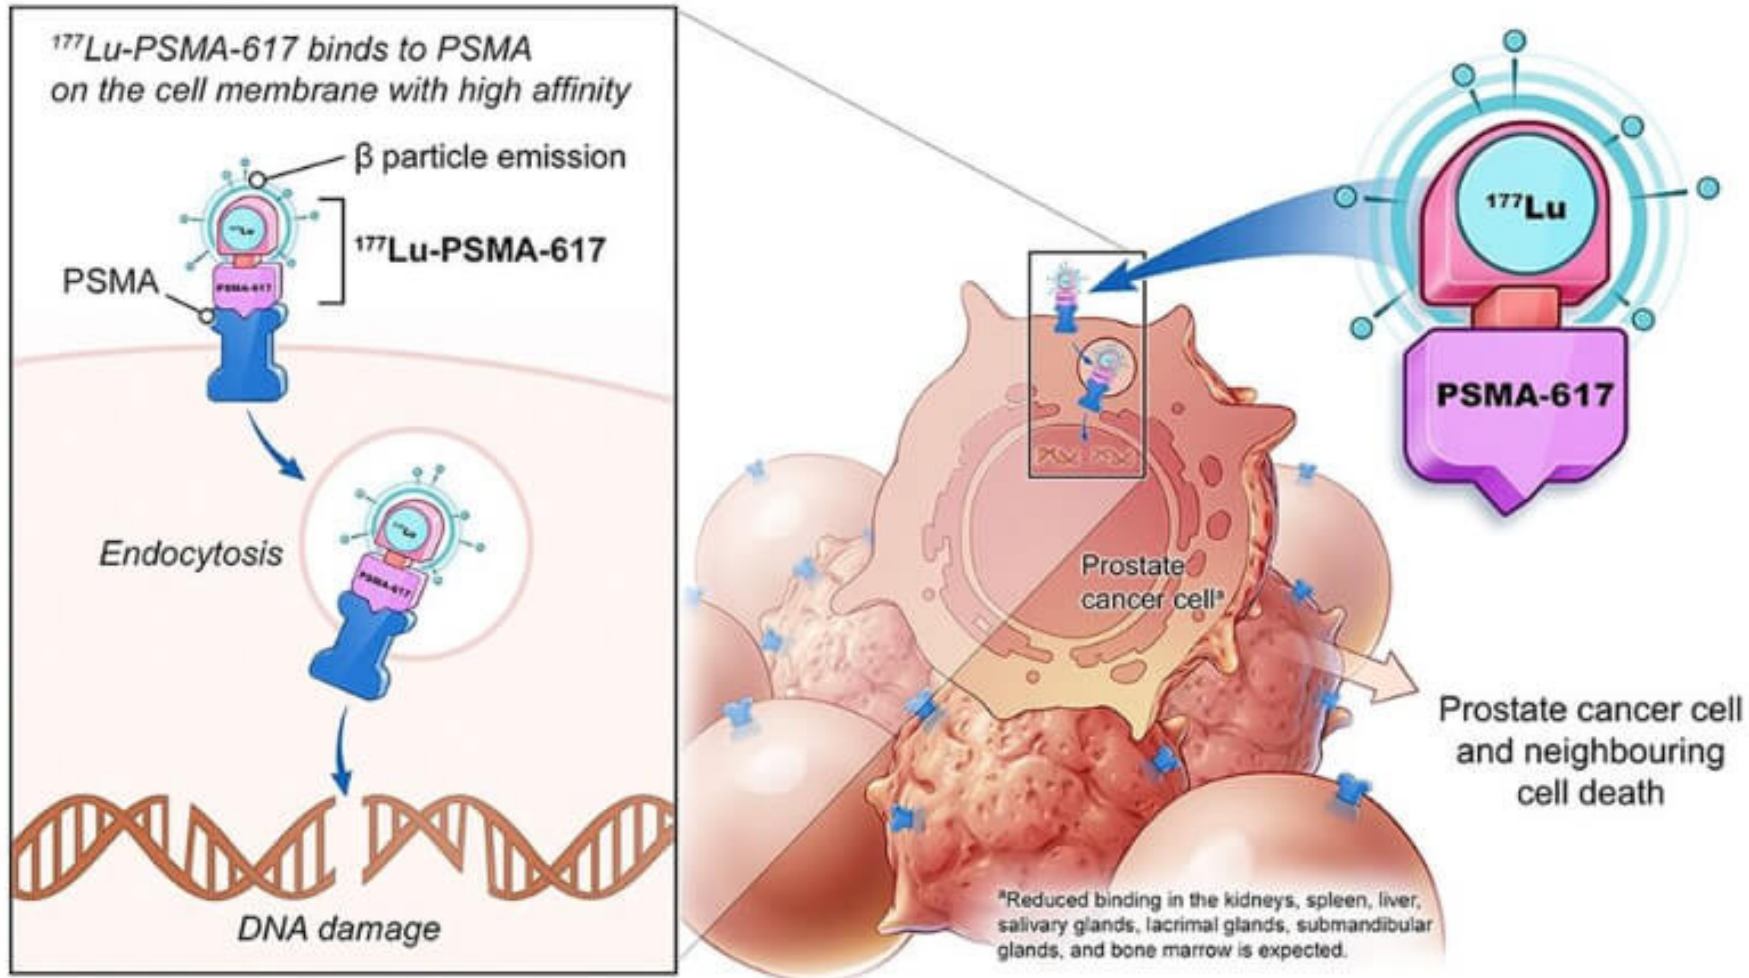 ¹⁷⁷Lu-PSMA-617 binds to PSMA
on the cell membrane with high affinity
β particle emission
¹⁷⁷Lu
¹⁷⁷Lu-PSMA-617
PSMA
PSMA-617
Endocytosis
¹⁷⁷Lu
PSMA-617
DNA damage
¹⁷⁷Lu
PSMA-617
Prostate
cancer cellᵃ
Prostate cancer cell
and neighbouring
cell death
ᵃReduced binding in the kidneys, spleen, liver,
salivary glands, lacrimal glands, submandibular
glands, and bone marrow is expected.